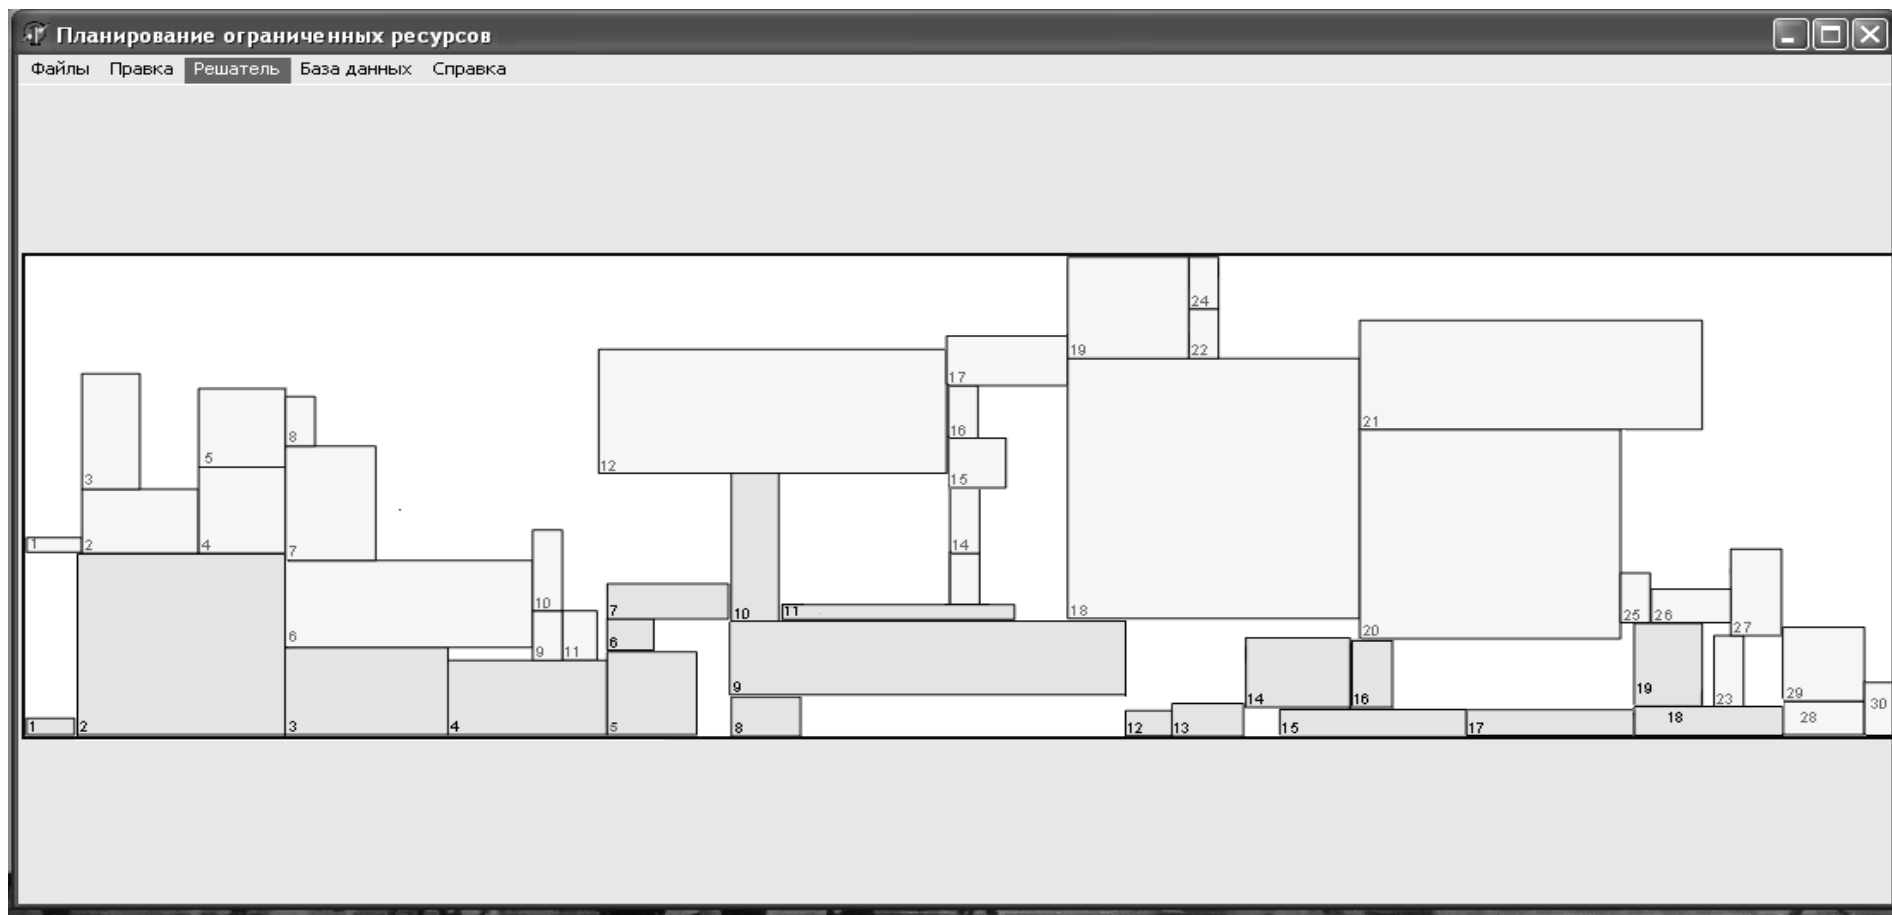 Планирование ограниченных ресурсов
Файлы Правка Решатель База данных Справка
24
19 22
17
21
8 16
5 12
3 15
1 2 4 7 14
10
7 10 11 18
6 6 20 25 26 27
9 11
9 14 16 19 23 29
30
1 2 3 4 5 8 12 13 15 17 18 28